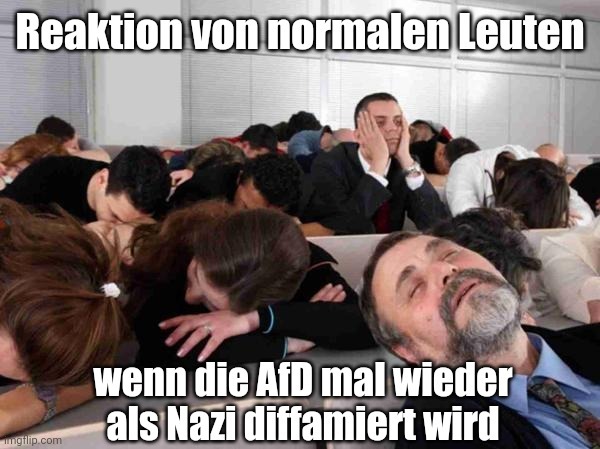 Reaktion von normalen Leuten
wenn die AfD mal wieder
als Nazi diffamiert wird
imgflip.com